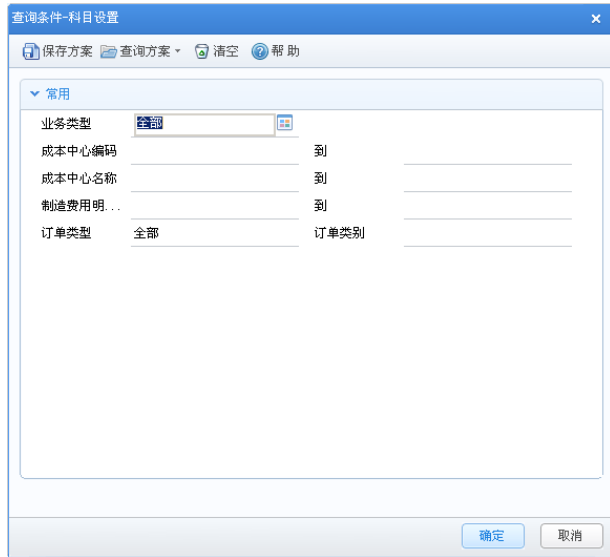 查询条件-科目设置
保存方案 查询方案 清空 帮助
常用
业务类型 全部
成本中心编码 到
成本中心名称 到
制造费用明... 到
订单类型 全部 订单类别
确定 取消